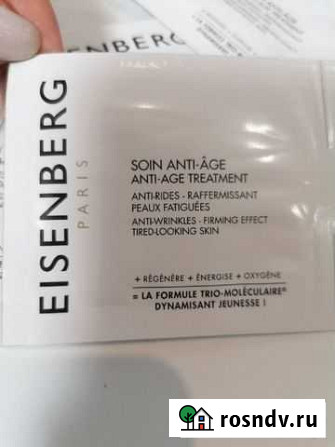 EISENBERG
PARIS
SOIN ANTI-ÂGE
ANTI-AGE TREATMENT
ANTI-RIDES - RAFFERMISSANT
PEAUX FATIGUÉES
ANTI-WRINKLES - FIRMING EFFECT
TIRED-LOOKING SKIN
+ RÉGÉNÈRE + ÉNERGISE + OXYGÈNE
= LA FORMULE TRIO-MOLÉCULAIRE®
DYNAMISANT JEUNESSE !
rosndv.ru